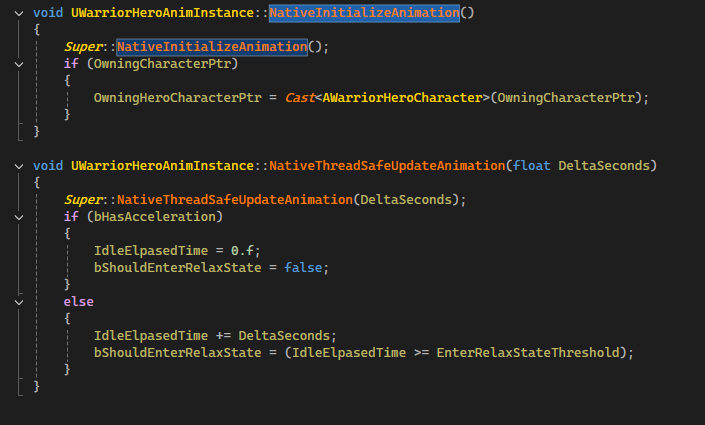 void UWarriorHeroAnimInstance::NativeInitializeAnimation()
{
Super::NativeInitializeAnimation();
if (OwningCharacterPtr)
{
OwningHeroCharacterPtr = Cast<AWarriorHeroCharacter>(OwningCharacterPtr);
}
}
void UWarriorHeroAnimInstance::NativeThreadSafeUpdateAnimation(float DeltaSeconds)
{
Super::NativeThreadSafeUpdateAnimation(DeltaSeconds);
if (bHasAcceleration)
{
IdleElpasedTime = 0.f;
bShouldEnterRelaxState = false;
}
else
{
IdleElpasedTime += DeltaSeconds;
bShouldEnterRelaxState = (IdleElpasedTime >= EnterRelaxStateThreshold);
}
}